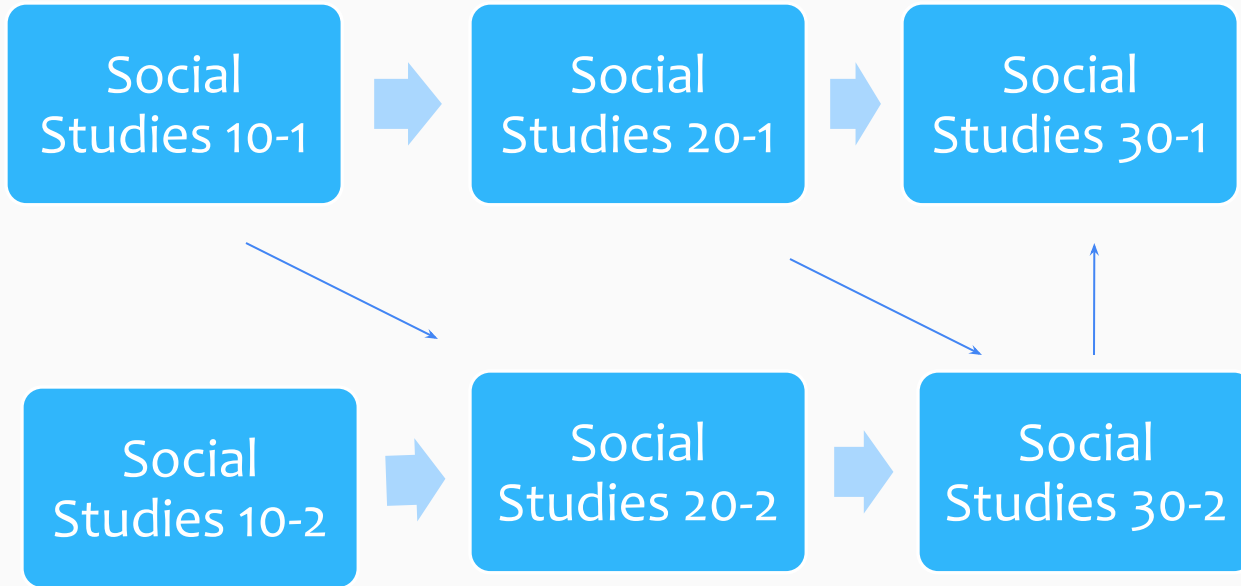 Social
Studies 10-1
Social
Studies 20-1
Social
Studies 30-1
Social
Studies 10-2
Social
Studies 20-2
Social
Studies 30-2